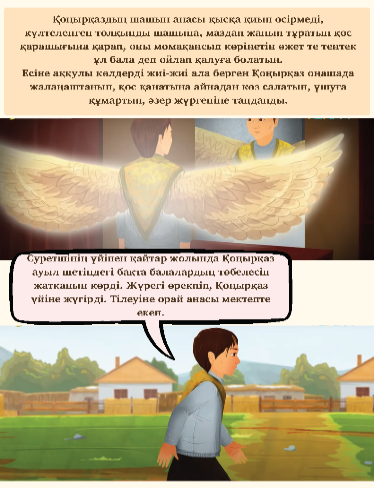 Қоңырқаздың шашын анасы қысқа қиып өсірмеді,
күлтеленген толқынды шашына, маздап жанып тұратын қос
қарашығына қарап, оны момақансып көрінетін өжет те тентек
ұл бала деп ойлап қалуға болатын.
Есіне аққулы көлдерді жиі-жиі ала берген Қоңырқаз оңашада
жалаңаштанып, қос қанатына айнадан көз салатын, ұшуға
құмартып, әзер жүргеніне таңданды.
Суретшінің үйінен қайтар жолында Қоңырқаз
ауыл шетіндегі бақта балалардың төбелесіп
жатқанын көрді. Жүрегі өрекпіп, Қоңырқаз
үйіне жүгірді. Тілеуіне орай анасы мектепте
екен.